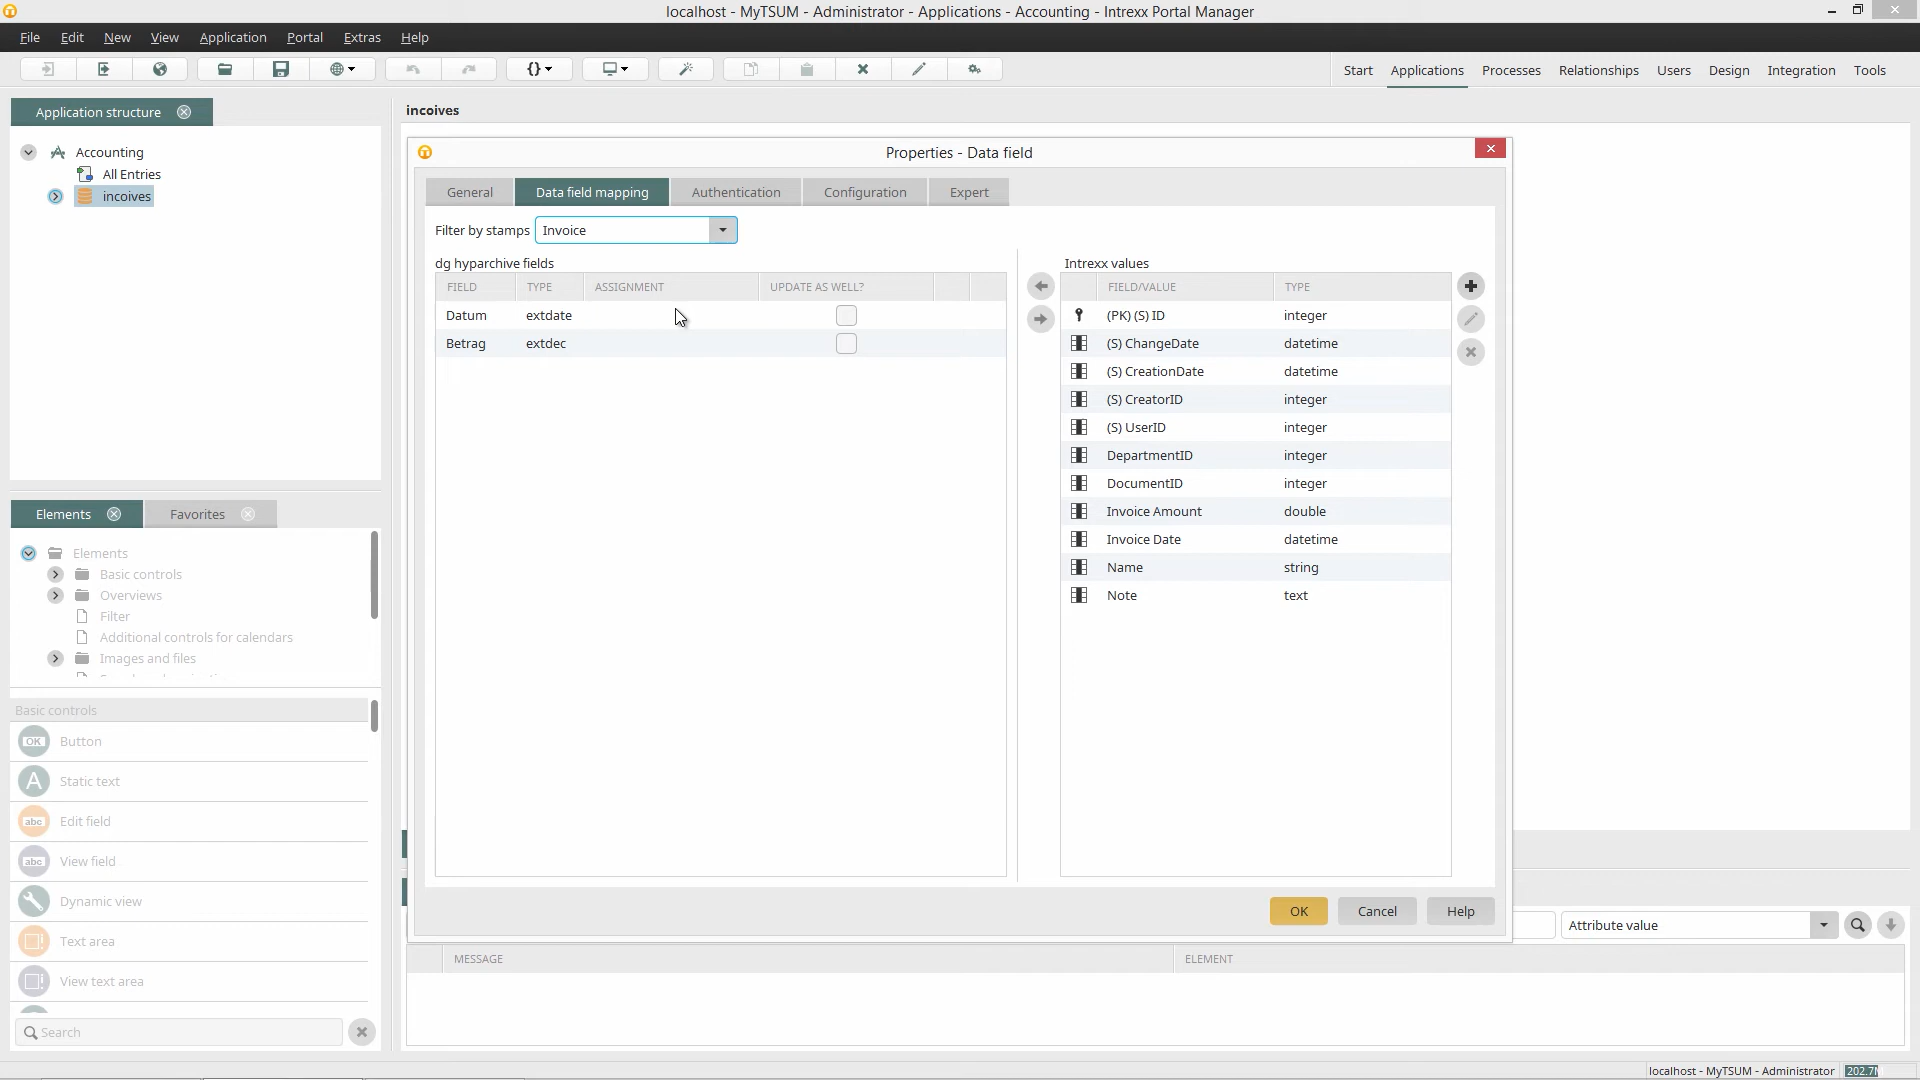 localhost - MyTSUM - Administrator - Applications - Accounting - Intrexx Portal Manager
File Edit New View Application Portal Extras Help
Start Applications Processes Relationships Users Design Integration Tools
Application structure
incoives
Accounting
All Entries
incoives
Properties - Data field
General Data field mapping Authentication Configuration Expert
Filter by stamps Invoice
dg hyparchive fields
FIELD TYPE ASSIGNMENT UPDATE AS WELL?
Datum extdate
Betrag extdec
Intrexx values
FIELD/VALUE TYPE
(PK) (S) ID integer
(S) ChangeDate datetime
(S) CreationDate datetime
(S) CreatorID integer
(S) UserID integer
DepartmentID integer
DocumentID integer
Invoice Amount double
Invoice Date datetime
Name string
Note text
OK Cancel Help
Elements Favorites
Elements
Basic controls
Overviews
Filter
Additional controls for calendars
Images and files
Basic controls
OK Button
A Static text
abc Edit field
abc View field
Dynamic view
Text area
View text area
Search
Attribute value
MESSAGE ELEMENT
localhost - MyTSUM - Administrator 202.7